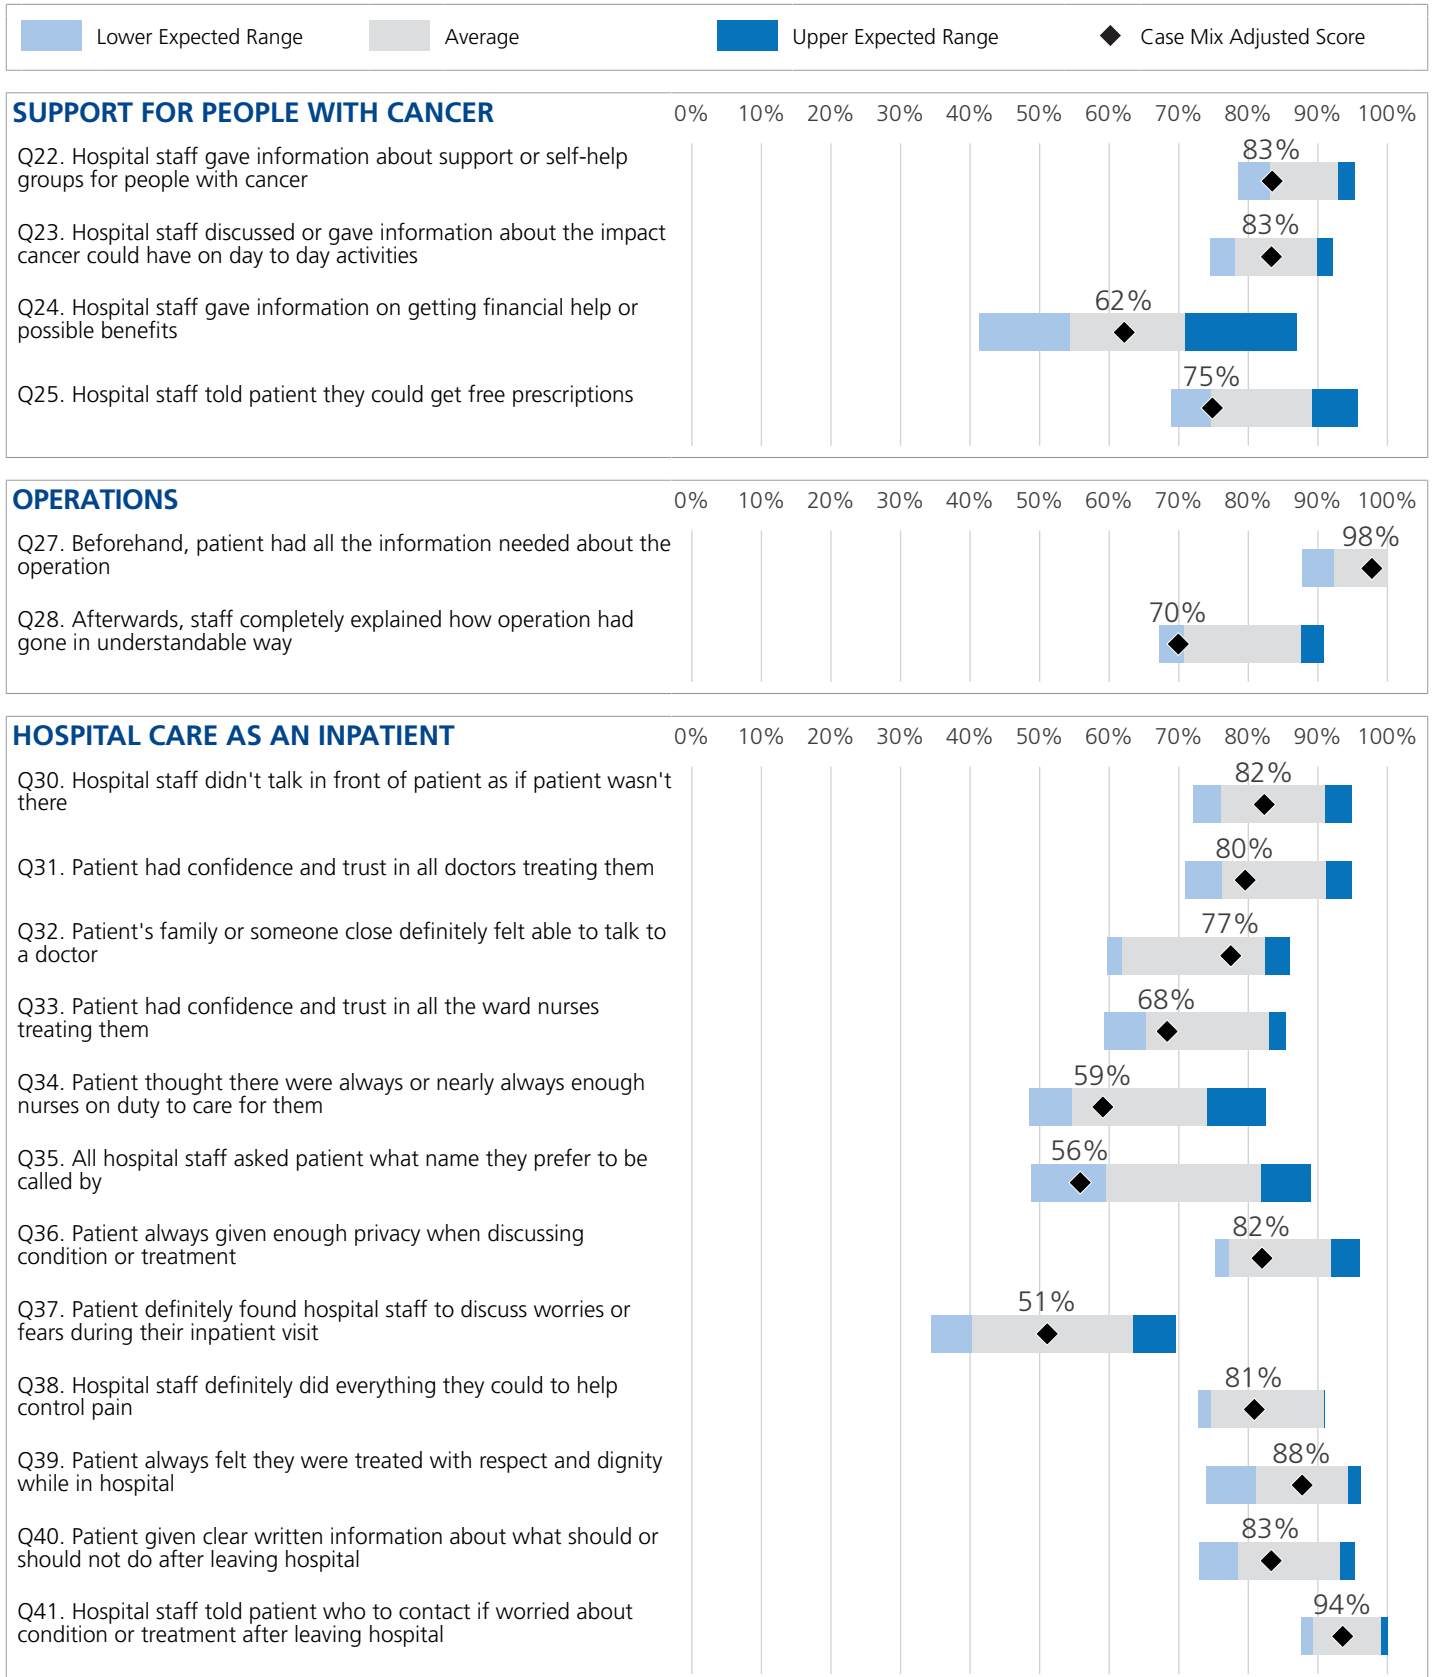 Lower Expected Range Average Upper Expected Range Case Mix Adjusted Score
SUPPORT FOR PEOPLE WITH CANCER 0% 10% 20% 30% 40% 50% 60% 70% 80% 90% 100%
Q22. Hospital staff gave information about support or self-help
groups for people with cancer
83%
Q23. Hospital staff discussed or gave information about the impact
cancer could have on day to day activities
83%
Q24. Hospital staff gave information on getting financial help or
possible benefits
62%
Q25. Hospital staff told patient they could get free prescriptions
75%
OPERATIONS 0% 10% 20% 30% 40% 50% 60% 70% 80% 90% 100%
Q27. Beforehand, patient had all the information needed about the
operation
98%
Q28. Afterwards, staff completely explained how operation had
gone in understandable way
70%
HOSPITAL CARE AS AN INPATIENT 0% 10% 20% 30% 40% 50% 60% 70% 80% 90% 100%
Q30. Hospital staff didn't talk in front of patient as if patient wasn't
there
82%
Q31. Patient had confidence and trust in all doctors treating them
80%
Q32. Patient's family or someone close definitely felt able to talk to
a doctor
77%
Q33. Patient had confidence and trust in all the ward nurses
treating them
68%
Q34. Patient thought there were always or nearly always enough
nurses on duty to care for them
59%
Q35. All hospital staff asked patient what name they prefer to be
called by
56%
Q36. Patient always given enough privacy when discussing
condition or treatment
82%
Q37. Patient definitely found hospital staff to discuss worries or
fears during their inpatient visit
51%
Q38. Hospital staff definitely did everything they could to help
control pain
81%
Q39. Patient always felt they were treated with respect and dignity
while in hospital
88%
Q40. Patient given clear written information about what should or
should not do after leaving hospital
83%
Q41. Hospital staff told patient who to contact if worried about
condition or treatment after leaving hospital
94%